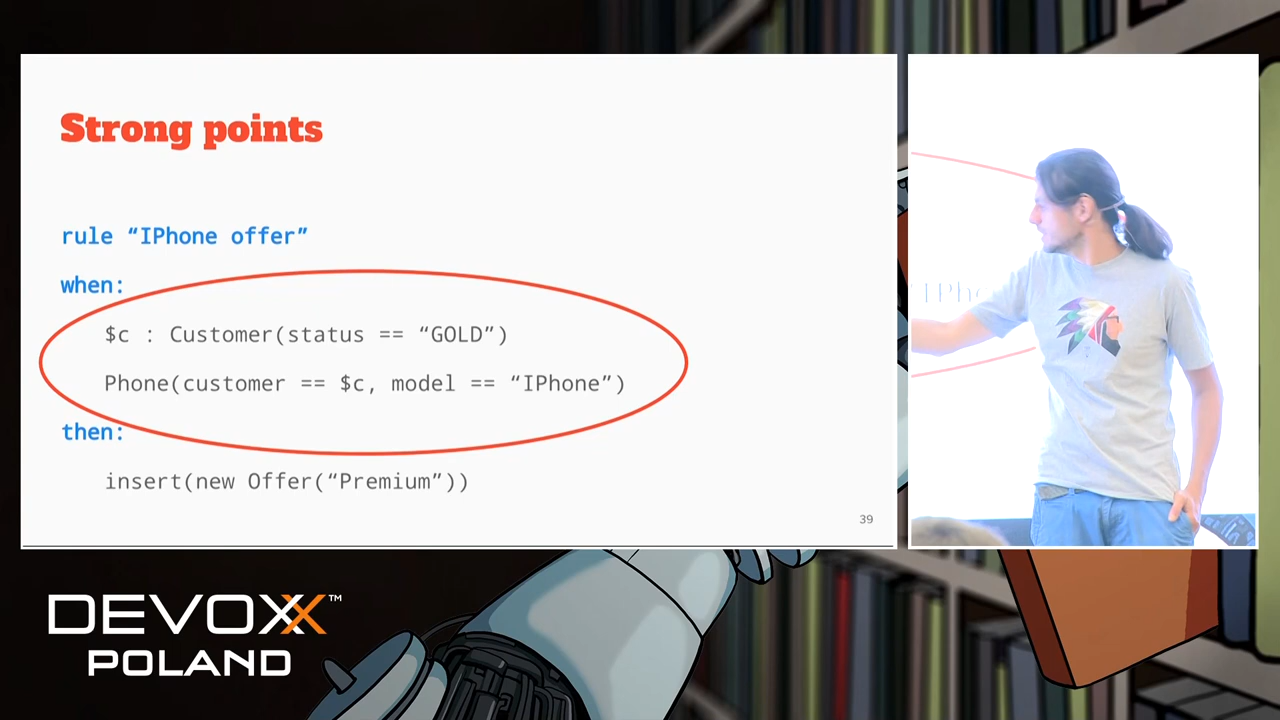 Strong points
rule “IPhone offer”
when:
$c : Customer(status == “GOLD”)
Phone(customer == $c, model == “IPhone”)
then:
insert(new Offer(“Premium”))
39
DEVOXX™
POLAND